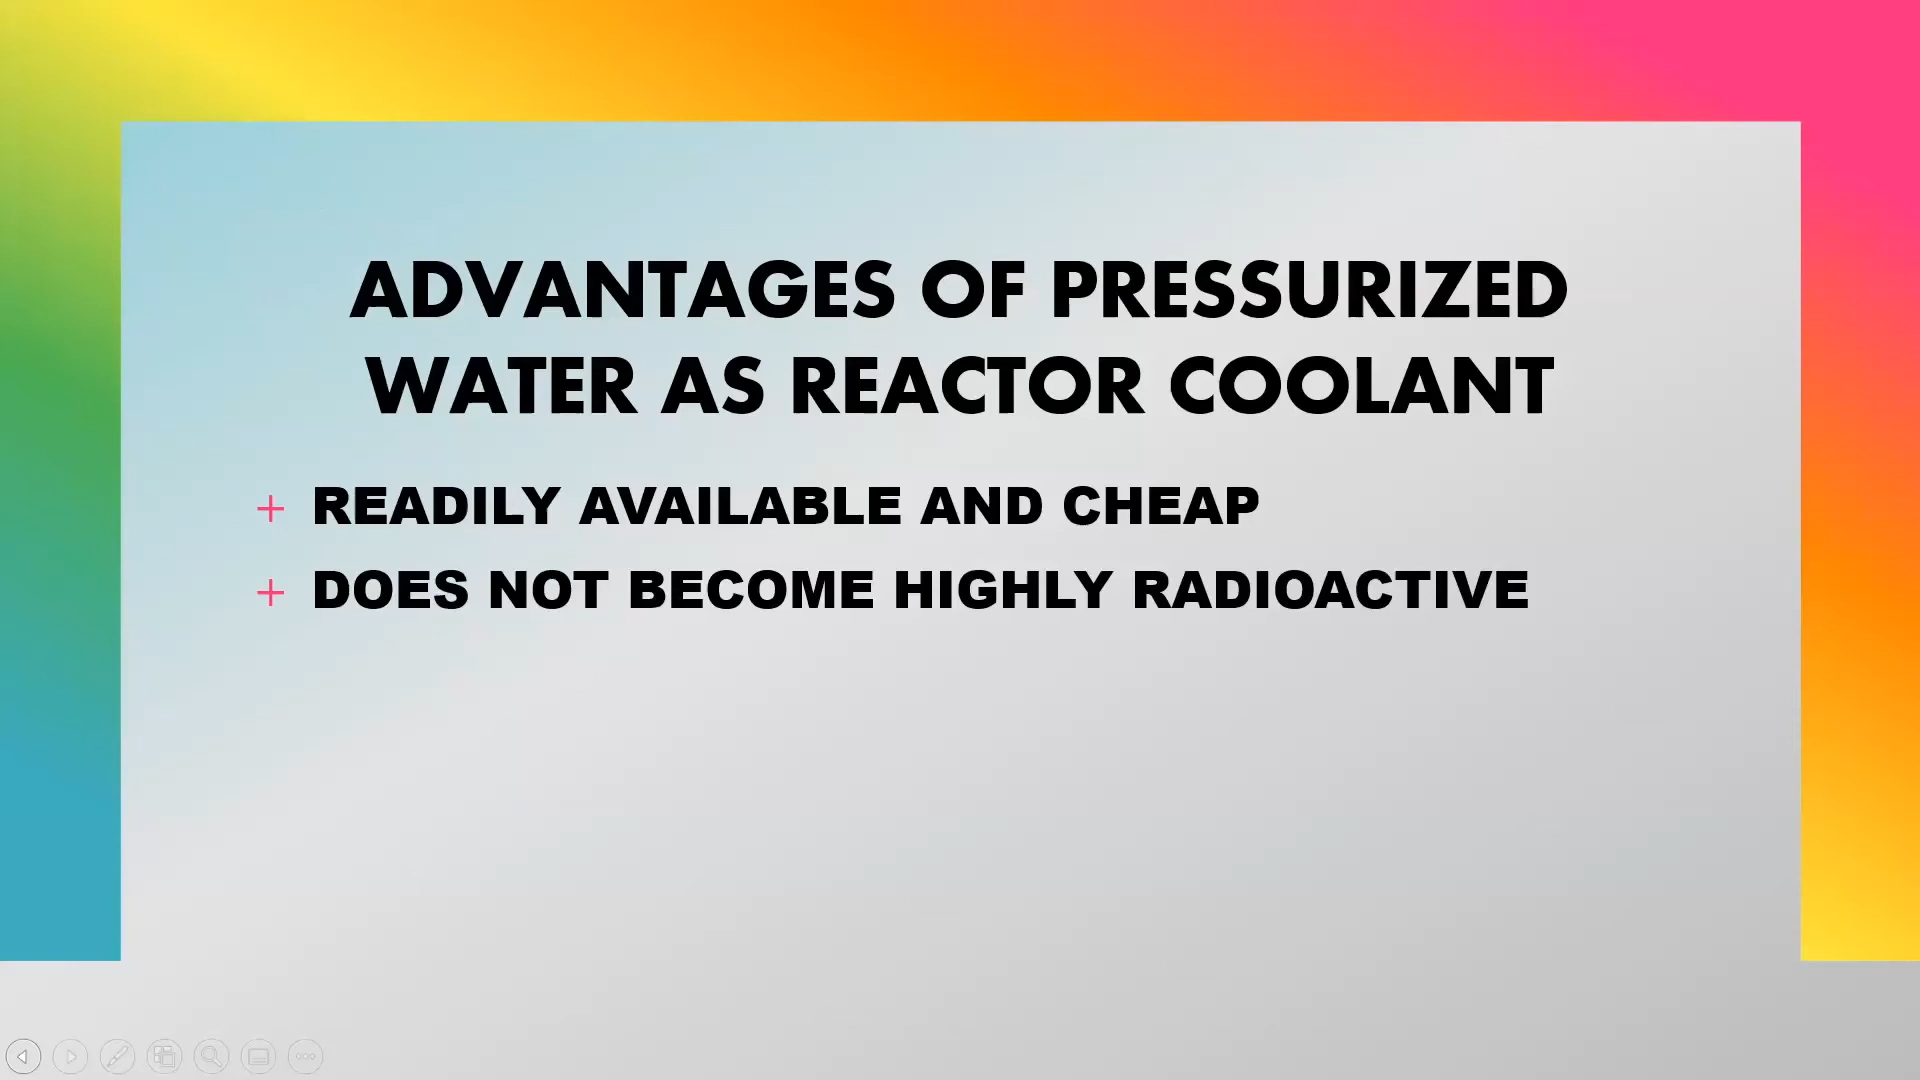 ADVANTAGES OF PRESSURIZED
WATER AS REACTOR COOLANT
READILY AVAILABLE AND CHEAP
DOES NOT BECOME HIGHLY RADIOACTIVE